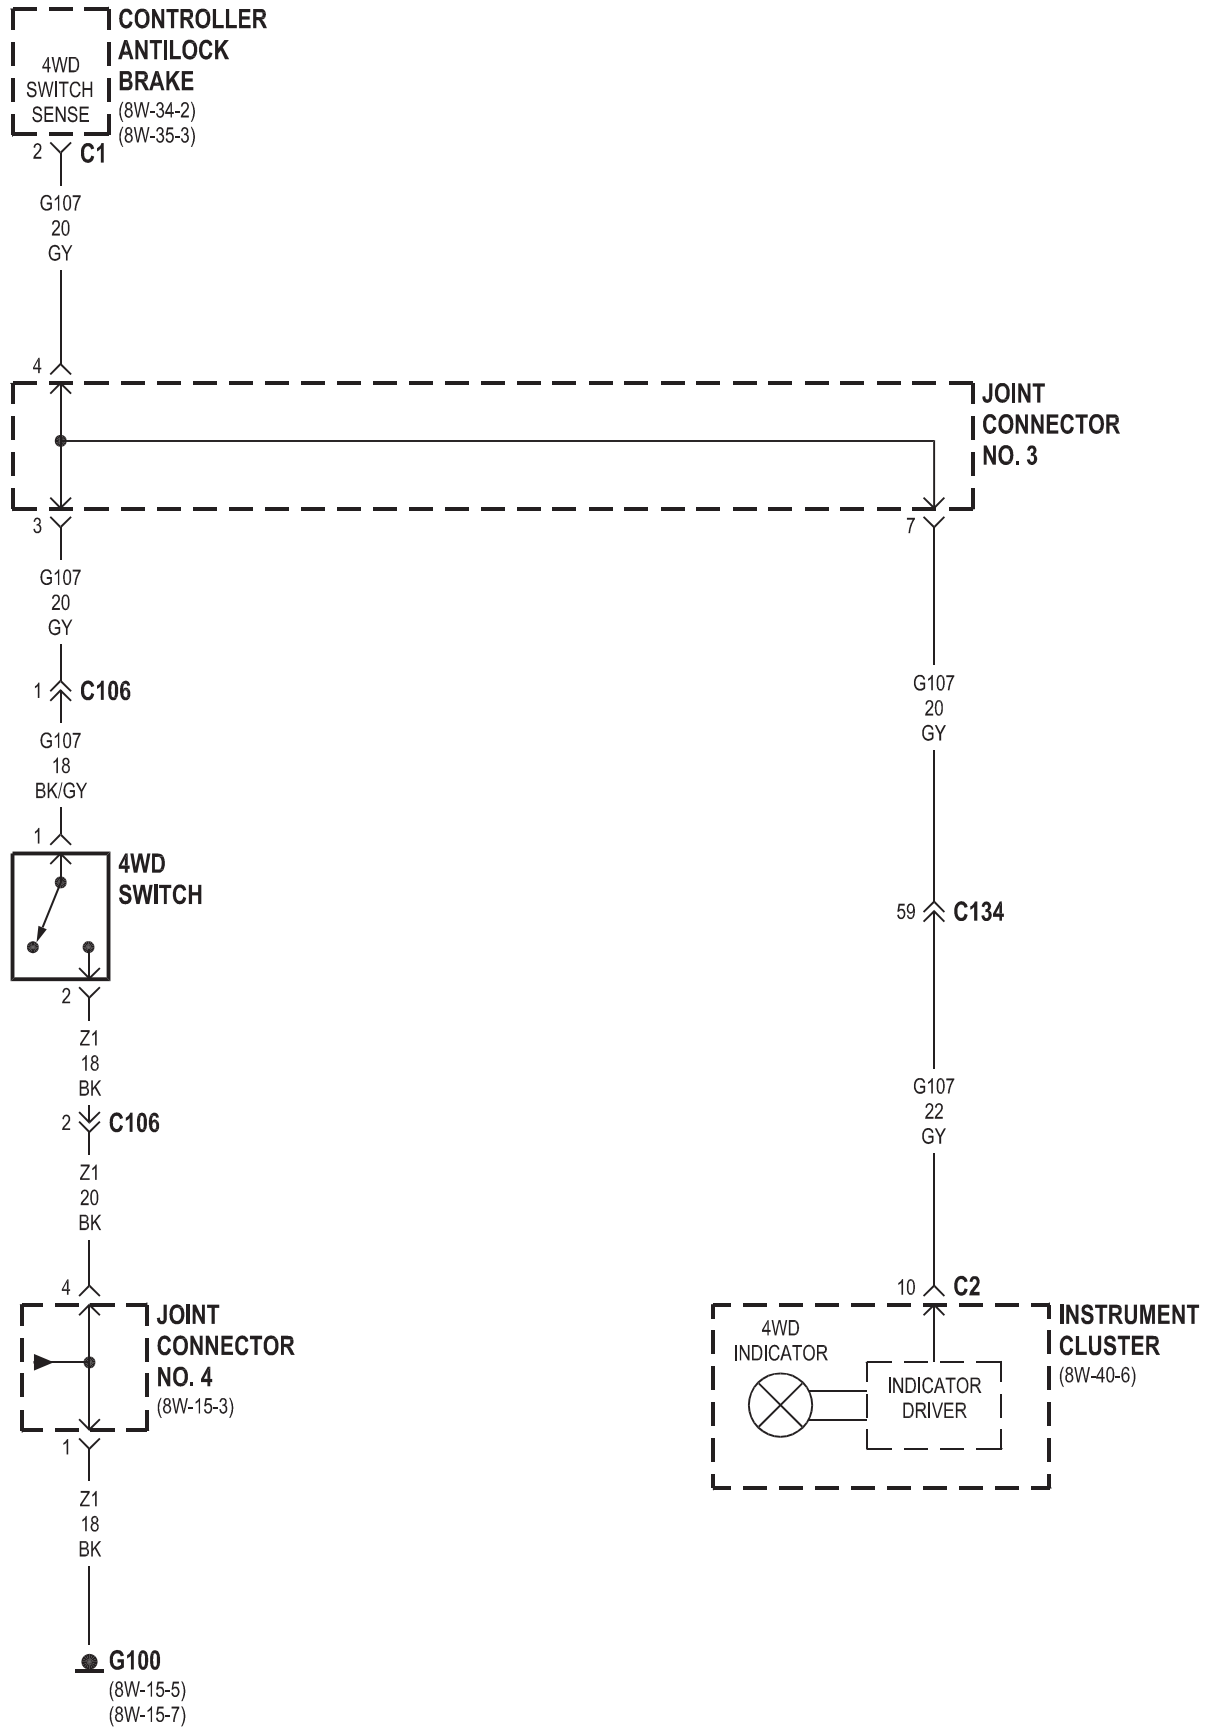 CONTROLLER
ANTILOCK
BRAKE
(8W-34-2)
(8W-35-3)
4WD
SWITCH
SENSE
2
C1
G107
20
GY
4
JOINT
CONNECTOR
NO. 3
3
7
G107
20
GY
1
C106
G107
18
BK/GY
1
4WD
SWITCH
2
Z1
18
BK
2
C106
Z1
20
BK
4
JOINT
CONNECTOR
NO. 4
(8W-15-3)
1
Z1
18
BK
G100
(8W-15-5)
(8W-15-7)
G107
20
GY
59
C134
G107
22
GY
10
C2
INSTRUMENT
CLUSTER
(8W-40-6)
4WD
INDICATOR
INDICATOR
DRIVER